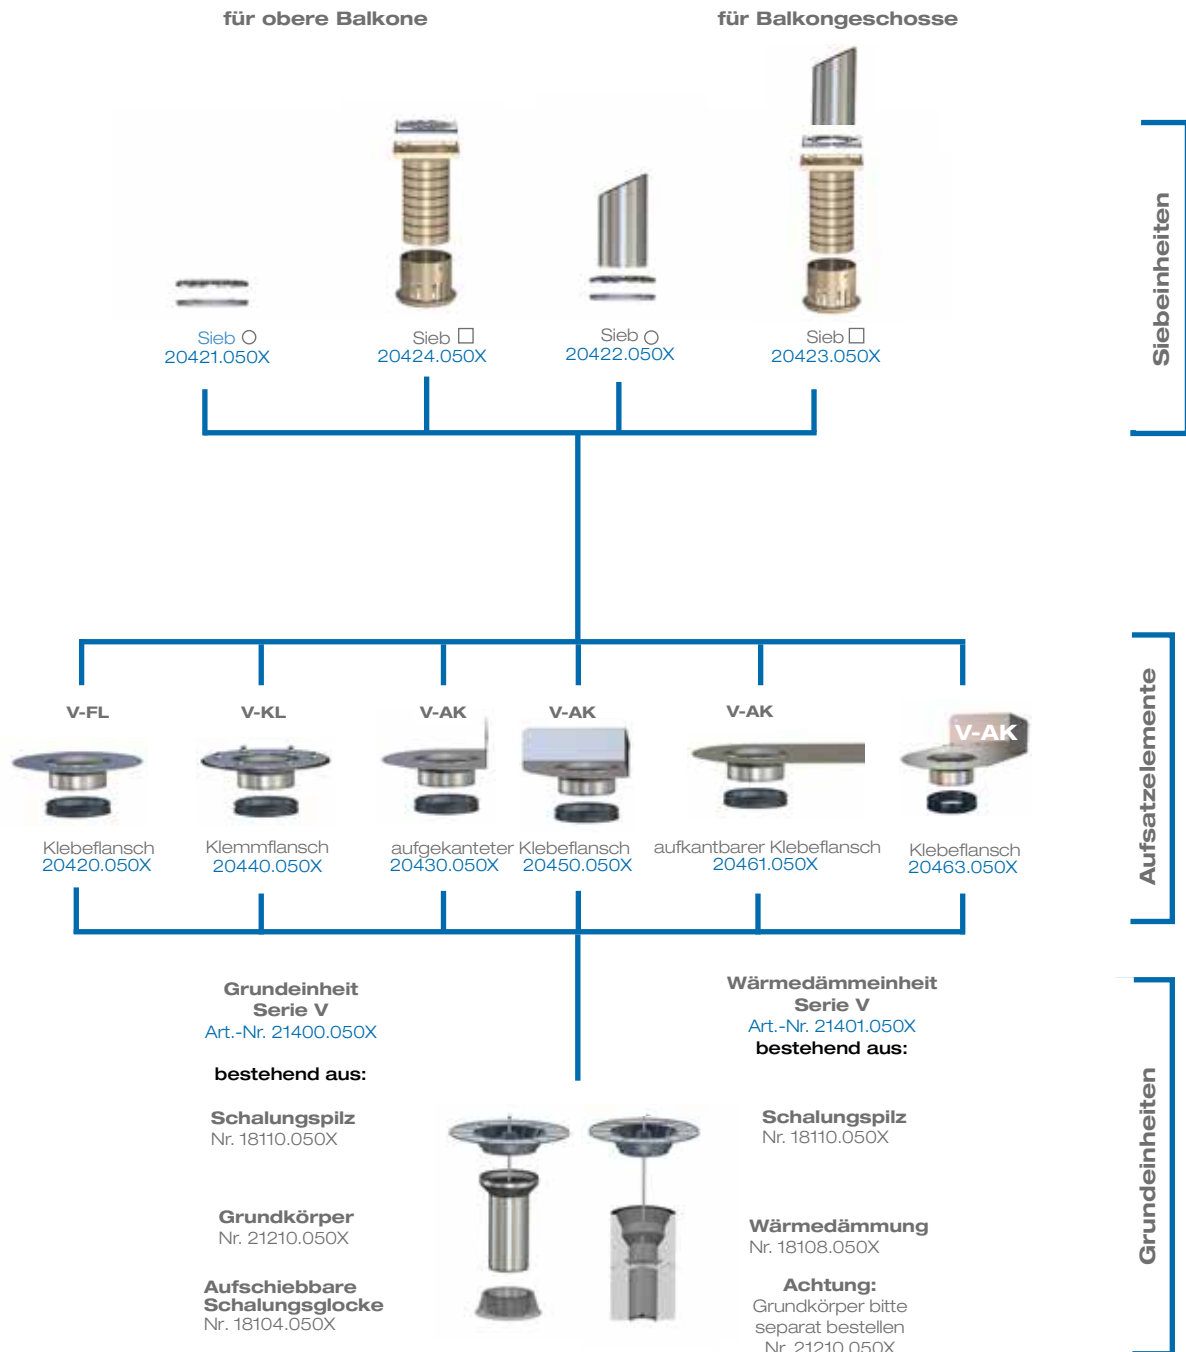 für obere Balkone
für Balkongeschosse
Sieb
20421.050X
Sieb
20424.050X
Sieb
20422.050X
Sieb
20423.050X
Siebeinheiten
V-FL
V-KL
V-AK
V-AK
V-AK
V-AK
Klebeflansch
20420.050X
Klemmflansch
20440.050X
aufgekanteter Klebeflansch
20430.050X
20450.050X
aufkantbarer Klebeflansch
20461.050X
Klebeflansch
20463.050X
Aufsatzelemente
Grundeinheit
Serie V
Art.-Nr. 21400.050X
bestehend aus:
Schalungspilz
Nr. 18110.050X
Grundkörper
Nr. 21210.050X
Aufschiebbare
Schalungsglocke
Nr. 18104.050X
Wärmedämmeinheit
Serie V
Art.-Nr. 21401.050X
bestehend aus:
Schalungspilz
Nr. 18110.050X
Wärmedämmung
Nr. 18108.050X
Achtung:
Grundkörper bitte
separat bestellen
Nr. 21210.050X
Grundeinheiten